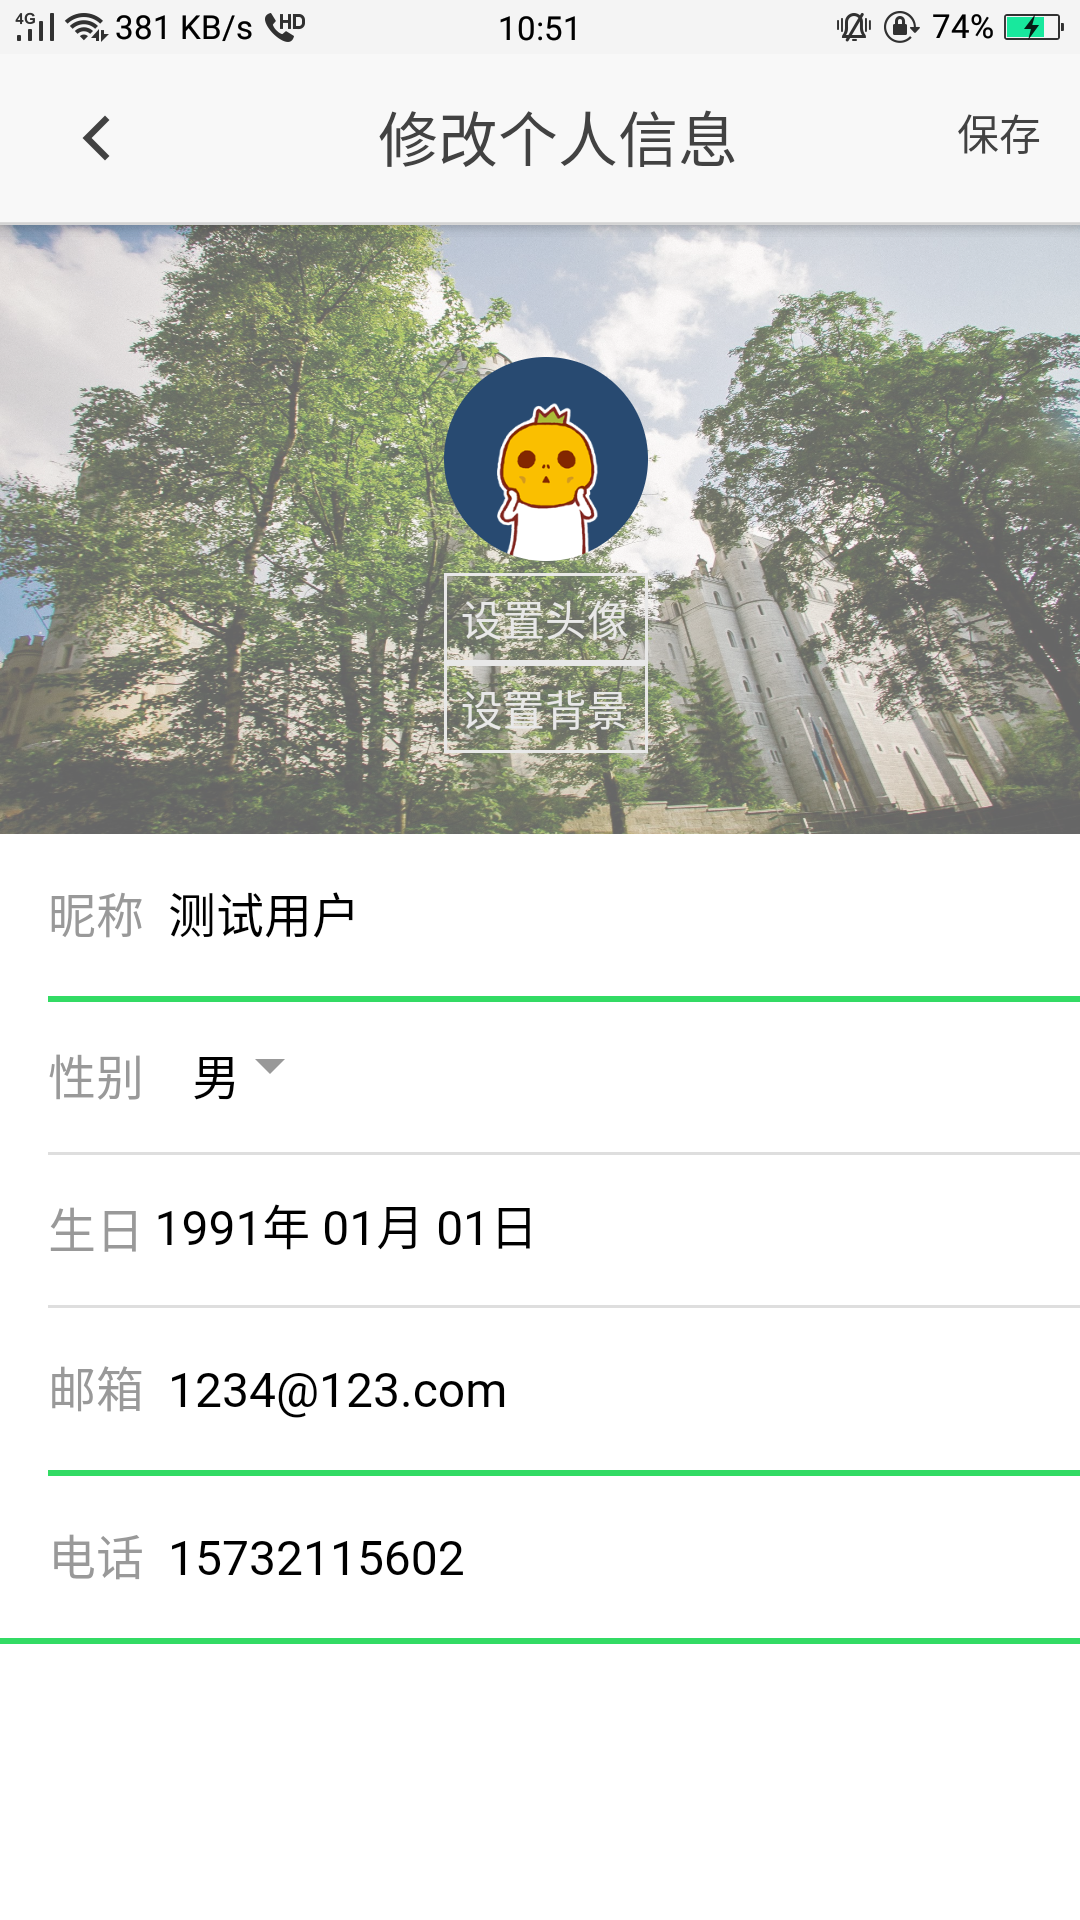 4G 381 KB/s HD 10:51 74%
修改个人信息 保存
设置头像
设置背景
昵称 测试用户
性别 男
生日 1991年 01月 01日
邮箱 1234@123.com
电话 15732115602